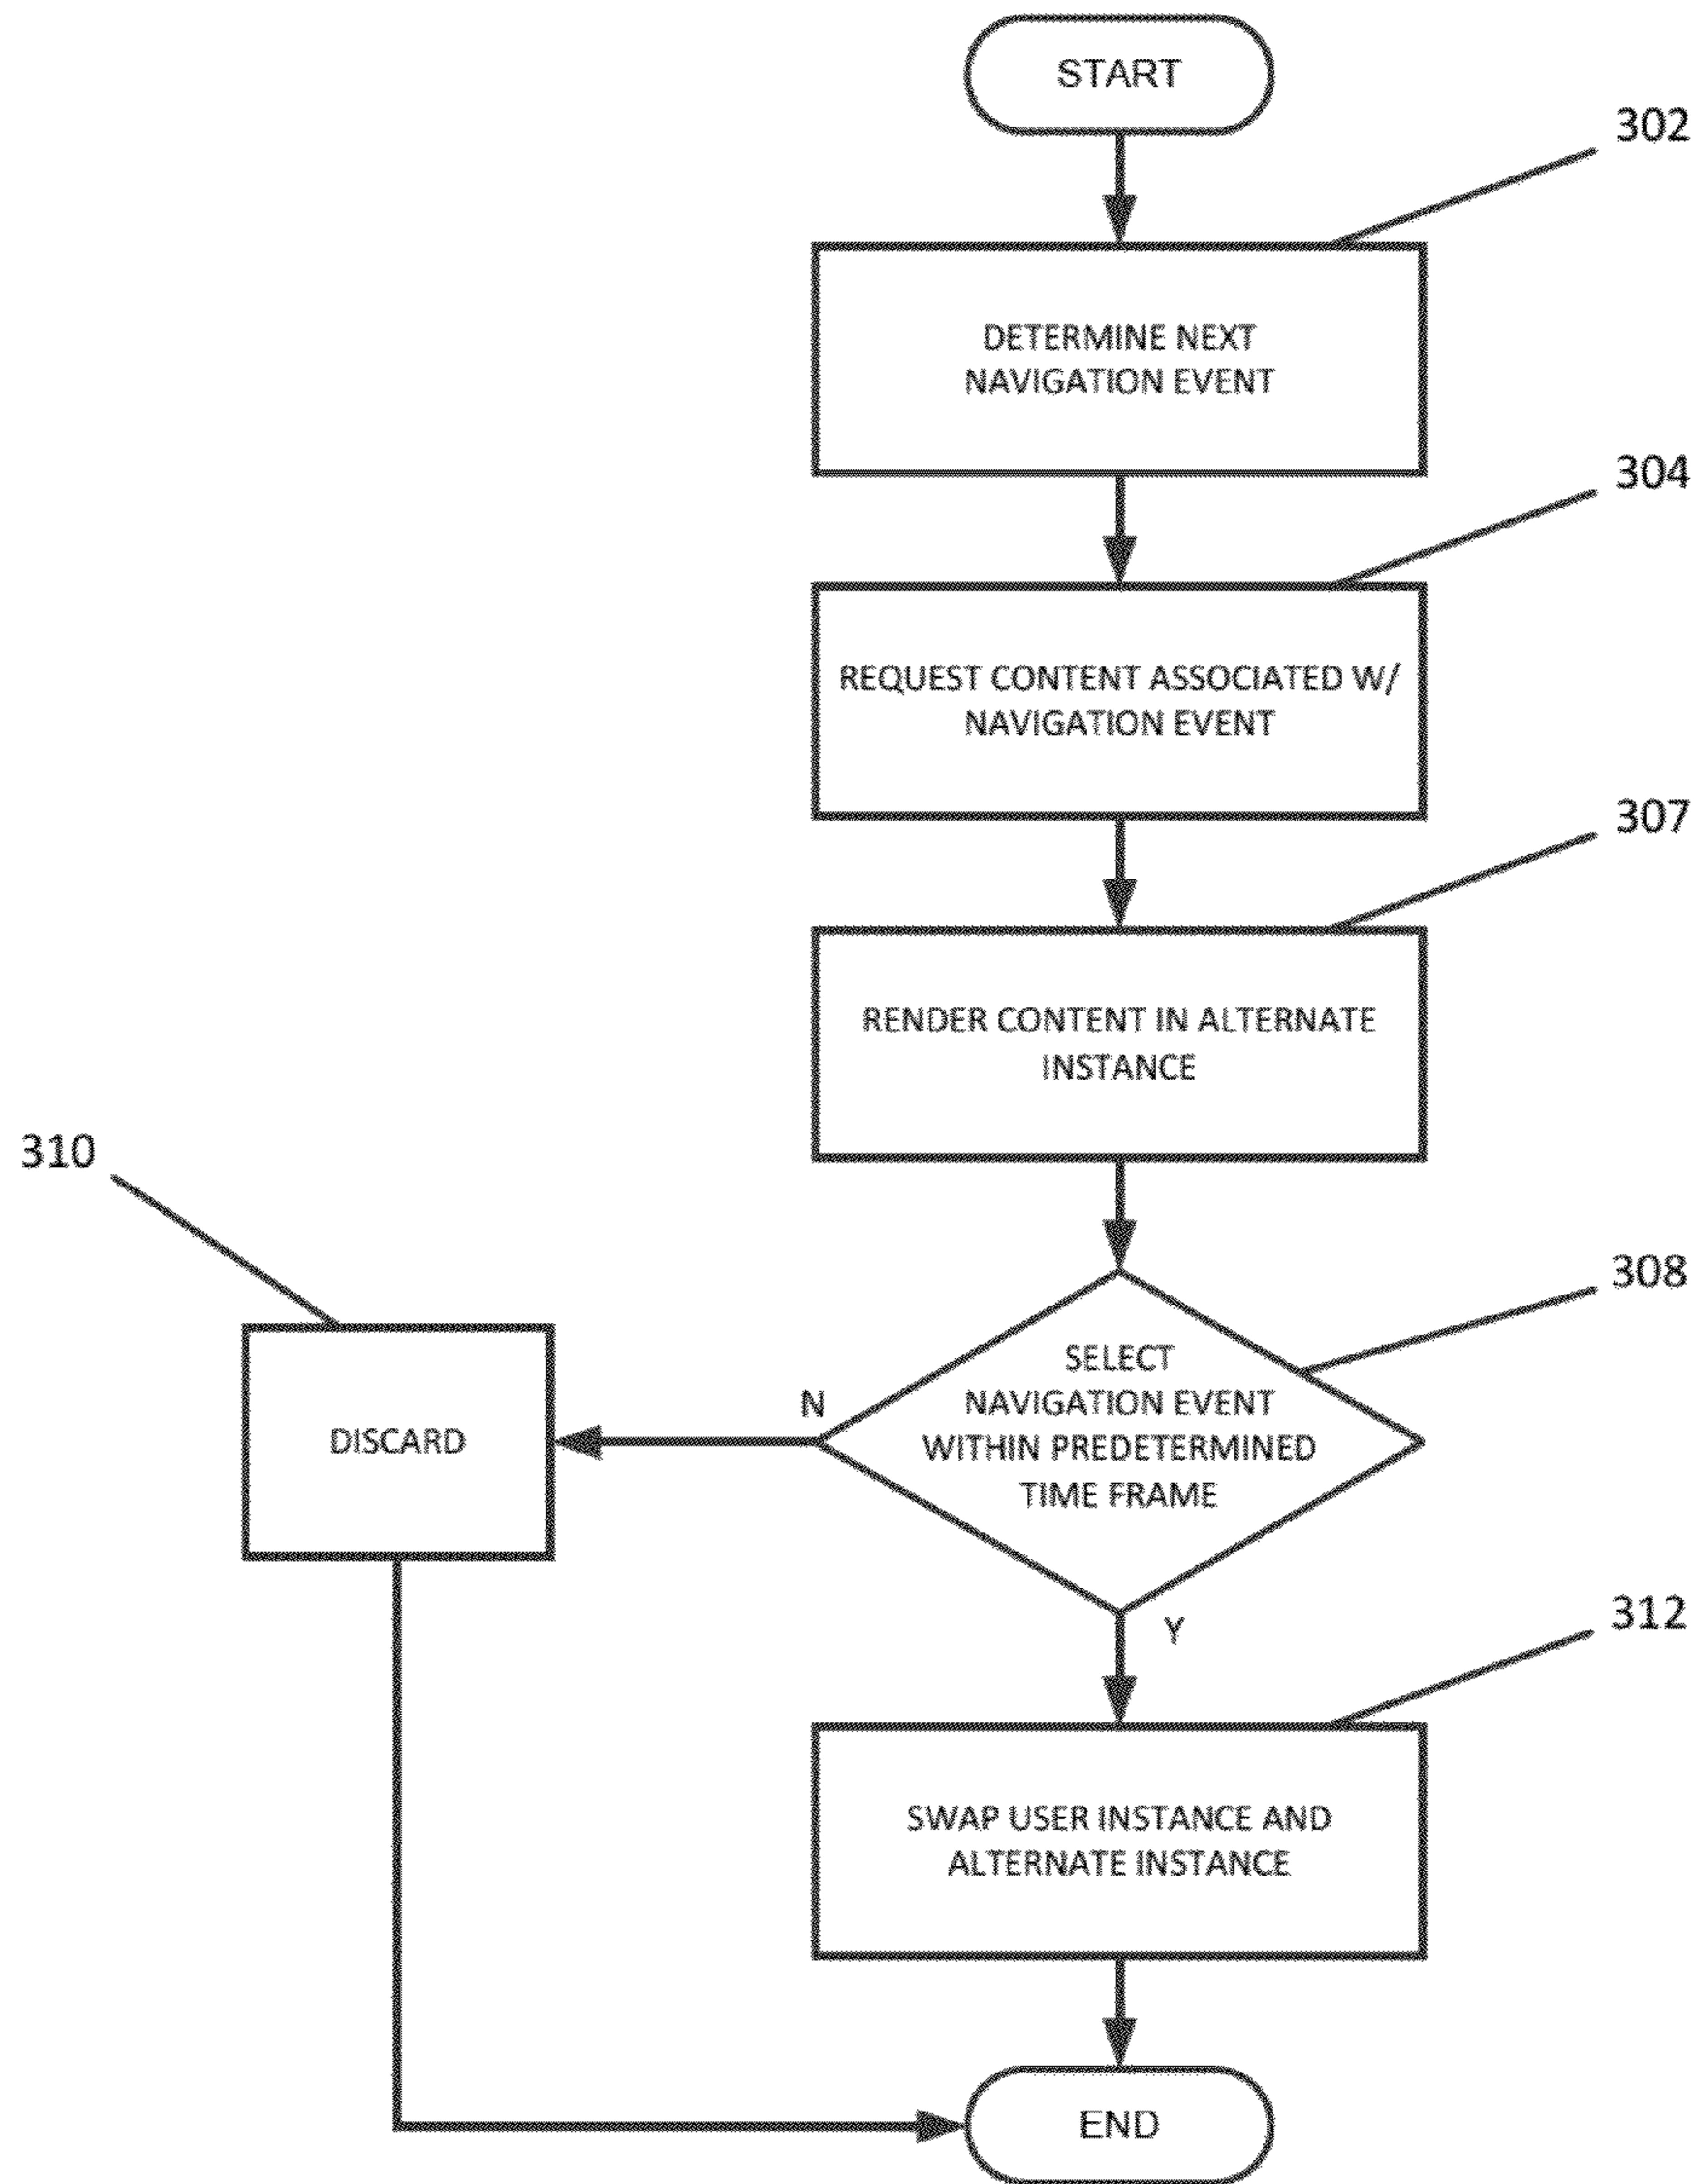 START
302
DETERMINE NEXT
NAVIGATION EVENT
304
REQUEST CONTENT ASSOCIATED W/
NAVIGATION EVENT
307
RENDER CONTENT IN ALTERNATE
INSTANCE
310
308
SELECT
NAVIGATION EVENT
WITHIN PREDETERMINED
TIME FRAME
N
DISCARD
Y
312
SWAP USER INSTANCE AND
ALTERNATE INSTANCE
END